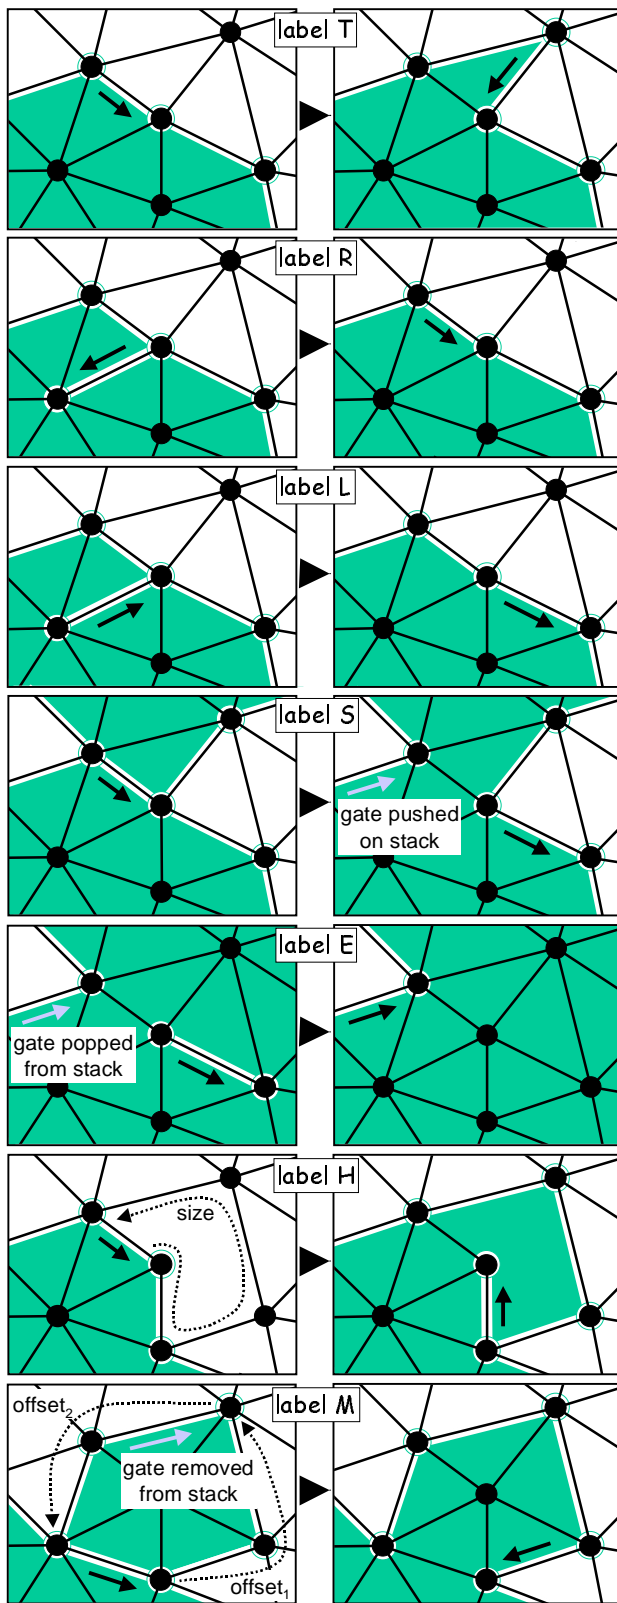 label T
label R
label L
label S
gate pushed
on stack
label E
gate popped
from stack
label H
size
label M
offset₂
gate removed
from stack
offset₁